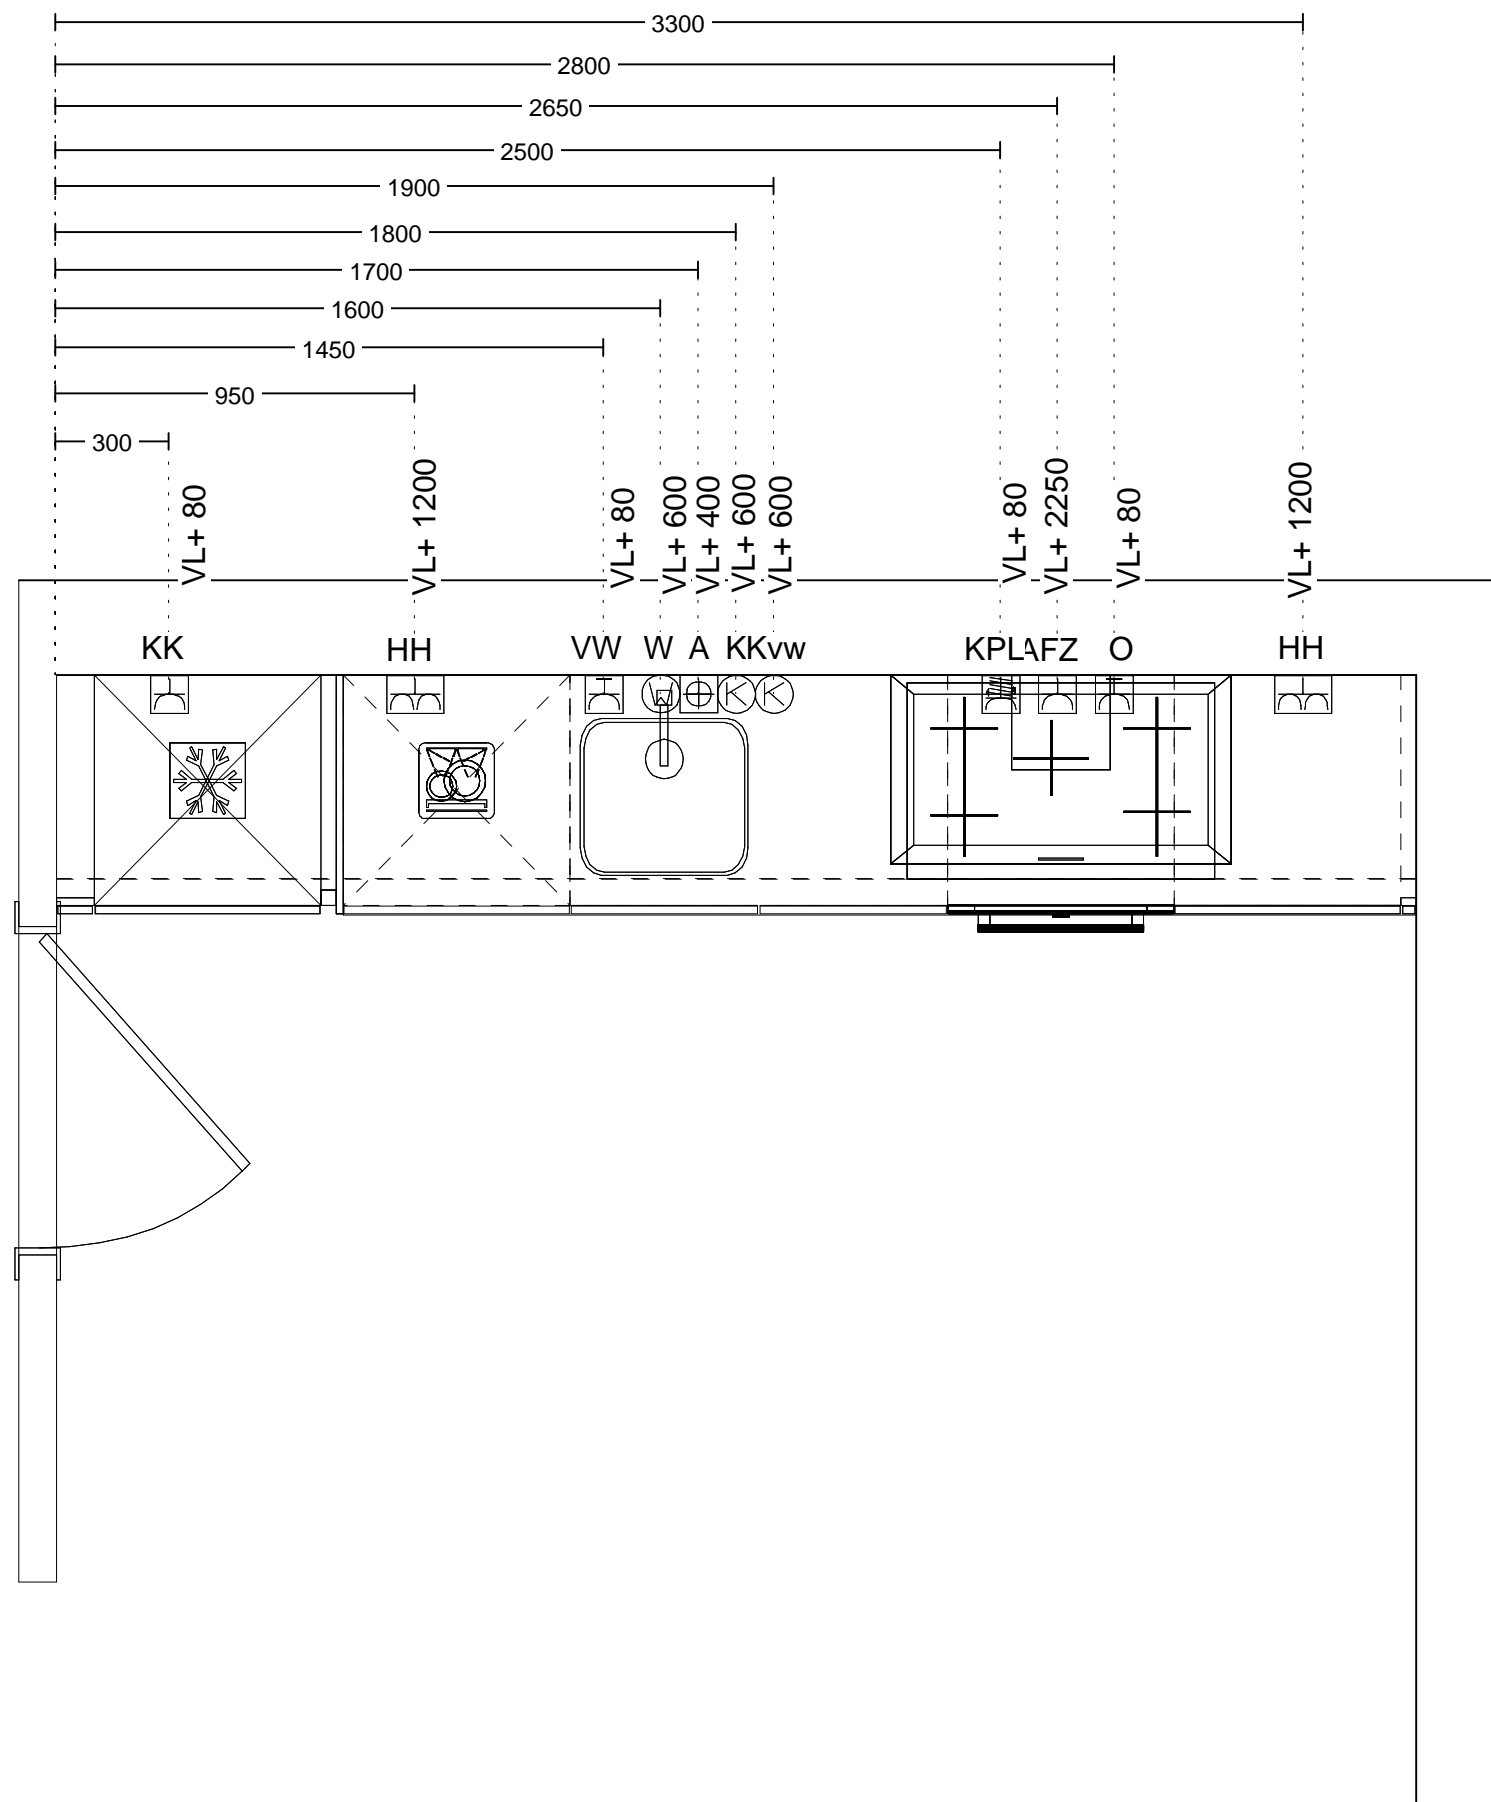 3300
2800
2650
2500
1900
1800
1700
1600
1450
950
300
VL+ 80
VL+ 1200
VL+ 80
VL+ 600
VL+ 400
VL+ 600
VL+ 600
VL+ 80
VL+ 2250
VL+ 80
VL+ 1200
KK HH VW W A KKvw KPL AFZ O HH
W K K